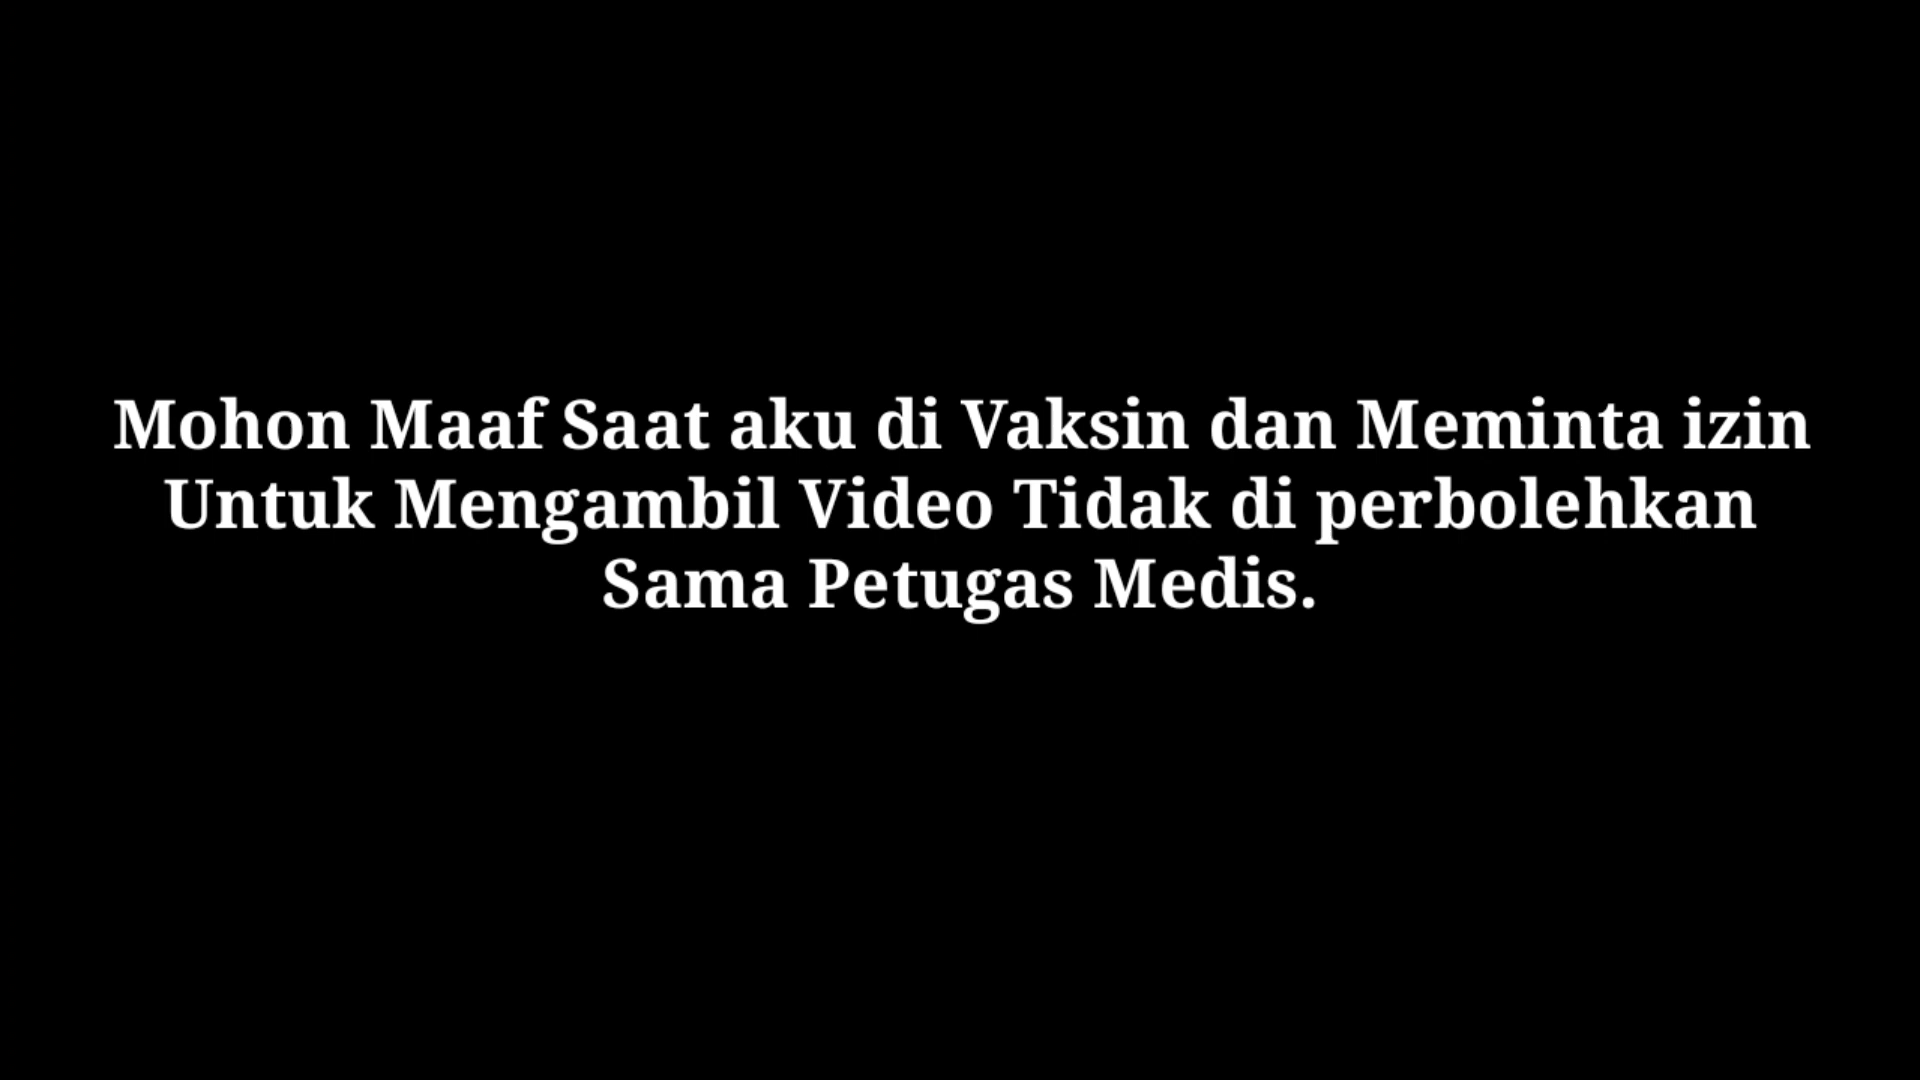 Mohon Maaf Saat aku di Vaksin dan Meminta izin
Untuk Mengambil Video Tidak di perbolehkan
Sama Petugas Medis.